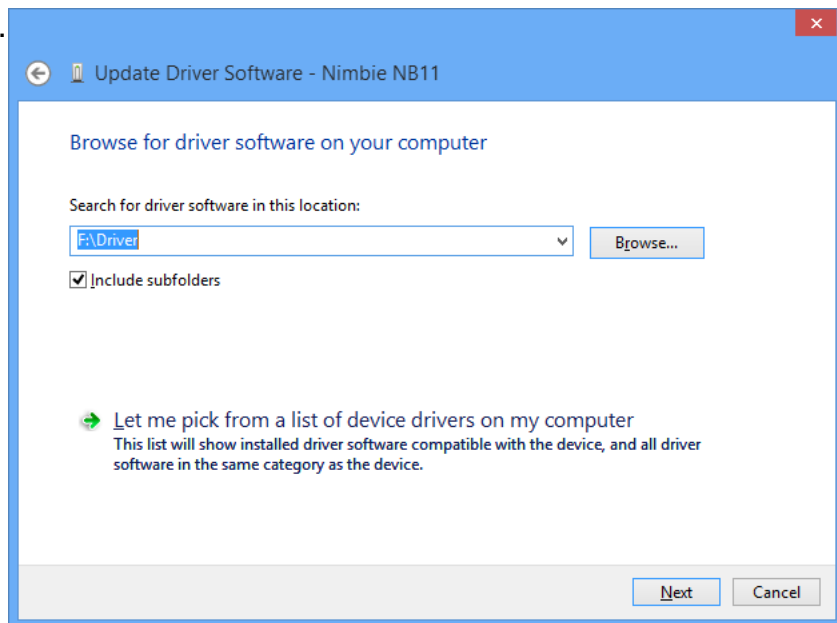 .
Update Driver Software - Nimbie NB11
Browse for driver software on your computer
Search for driver software in this location:
F:\Driver
Browse...
Include subfolders
Let me pick from a list of device drivers on my computer
This list will show installed driver software compatible with the device, and all driver
software in the same category as the device.
Next
Cancel